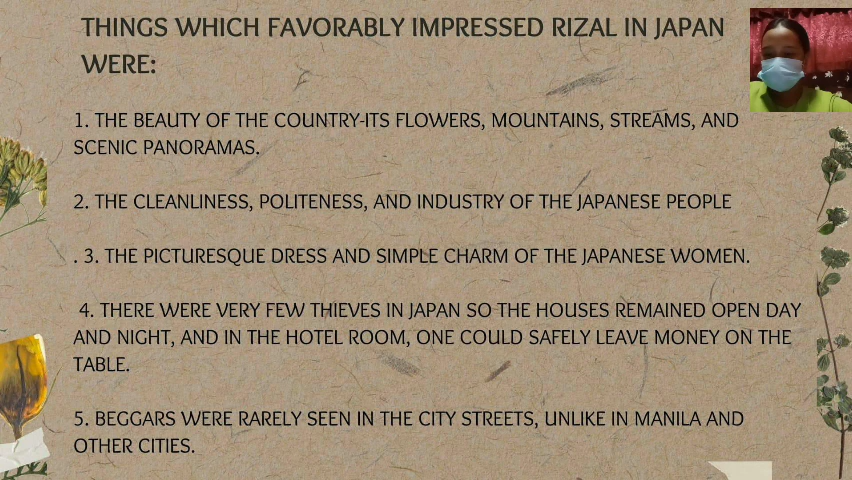 THINGS WHICH FAVORABLY IMPRESSED RIZAL IN JAPAN
WERE:
1. THE BEAUTY OF THE COUNTRY-ITS FLOWERS, MOUNTAINS, STREAMS, AND
SCENIC PANORAMAS.
2. THE CLEANLINESS, POLITENESS, AND INDUSTRY OF THE JAPANESE PEOPLE
. 3. THE PICTURESQUE DRESS AND SIMPLE CHARM OF THE JAPANESE WOMEN.
4. THERE WERE VERY FEW THIEVES IN JAPAN SO THE HOUSES REMAINED OPEN DAY
AND NIGHT, AND IN THE HOTEL ROOM, ONE COULD SAFELY LEAVE MONEY ON THE
TABLE.
5. BEGGARS WERE RARELY SEEN IN THE CITY STREETS, UNLIKE IN MANILA AND
OTHER CITIES.